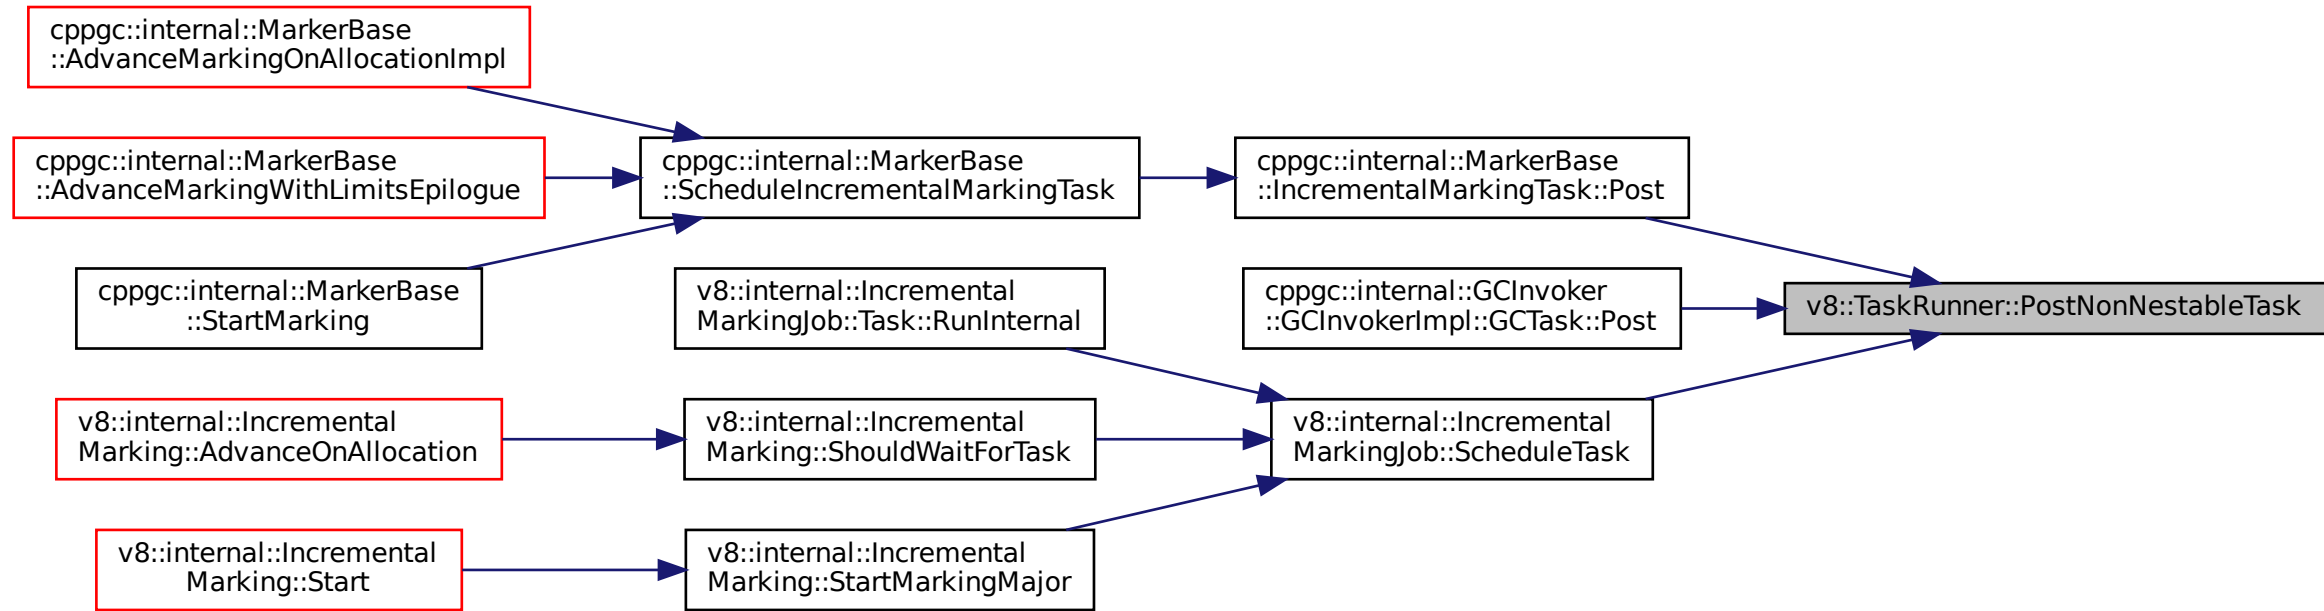 cppgc::internal::MarkerBase
::AdvanceMarkingOnAllocationImpl
cppgc::internal::MarkerBase
::AdvanceMarkingWithLimitsEpilogue
cppgc::internal::MarkerBase
::StartMarking
v8::internal::Incremental
Marking::AdvanceOnAllocation
v8::internal::Incremental
Marking::Start
cppgc::internal::MarkerBase
::ScheduleIncrementalMarkingTask
v8::internal::Incremental
MarkingJob::Task::RunInternal
v8::internal::Incremental
Marking::ShouldWaitForTask
v8::internal::Incremental
Marking::StartMarkingMajor
cppgc::internal::MarkerBase
::IncrementalMarkingTask::Post
cppgc::internal::GCInvoker
::GCInvokerImpl::GCTask::Post
v8::internal::Incremental
MarkingJob::ScheduleTask
v8::TaskRunner::PostNonNestableTask